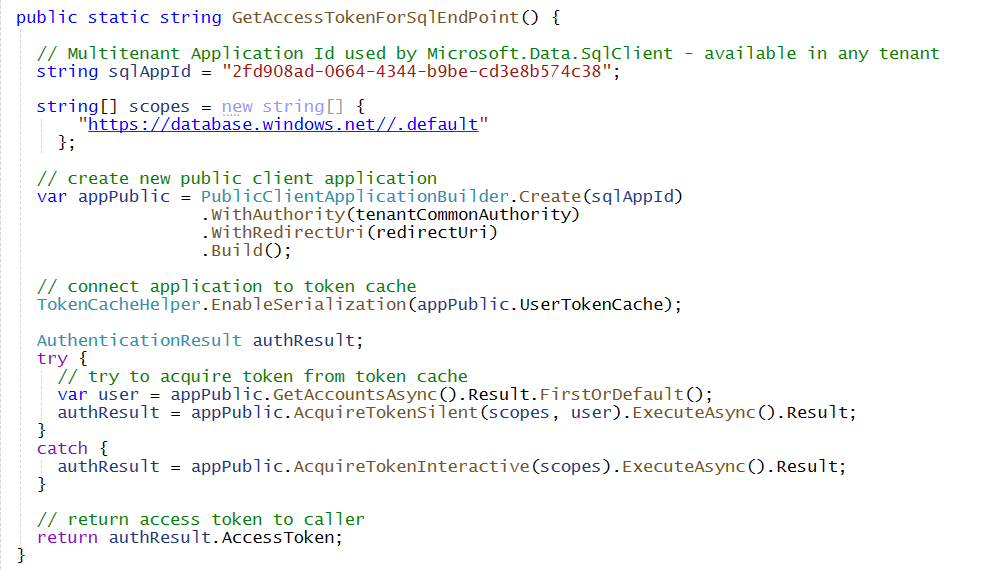 public static string GetAccessTokenForSqlEndPoint() {
// Multitenant Application Id used by Microsoft.Data.SqlClient - available in any tenant
string sqlAppId = "2fd908ad-0664-4344-b9be-cd3e8b574c38";
string[] scopes = new string[] {
"https://database.windows.net//.default"
};
// create new public client application
var appPublic = PublicClientApplicationBuilder.Create(sqlAppId)
.WithAuthority(tenantCommonAuthority)
.WithRedirectUri(redirectUri)
.Build();
// connect application to token cache
TokenCacheHelper.EnableSerialization(appPublic.UserTokenCache);
AuthenticationResult authResult;
try {
// try to acquire token from token cache
var user = appPublic.GetAccountsAsync().Result.FirstOrDefault();
authResult = appPublic.AcquireTokenSilent(scopes, user).ExecuteAsync().Result;
}
catch {
authResult = appPublic.AcquireTokenInteractive(scopes).ExecuteAsync().Result;
}
// return access token to caller
return authResult.AccessToken;
}